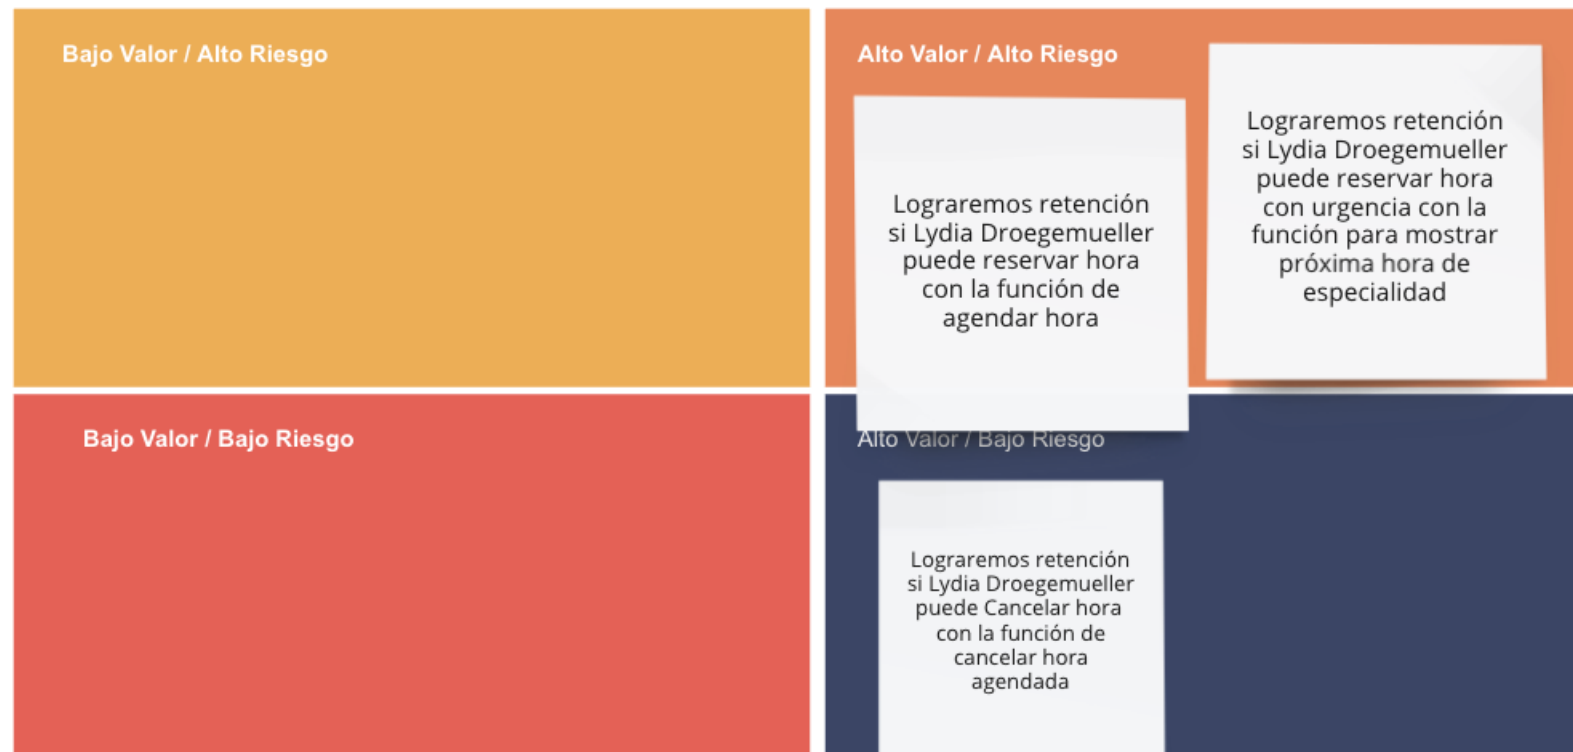 Bajo Valor / Alto Riesgo
Alto Valor / Alto Riesgo
Lograremos retención
si Lydia Droegemueller
puede reservar hora
con la función de
agendar hora
Lograremos retención
si Lydia Droegemueller
puede reservar hora
con urgencia con la
función para mostrar
próxima hora de
especialidad
Bajo Valor / Bajo Riesgo
Alto Valor / Bajo Riesgo
Lograremos retención
si Lydia Droegemueller
puede Cancelar hora
con la función de
cancelar hora
agendada